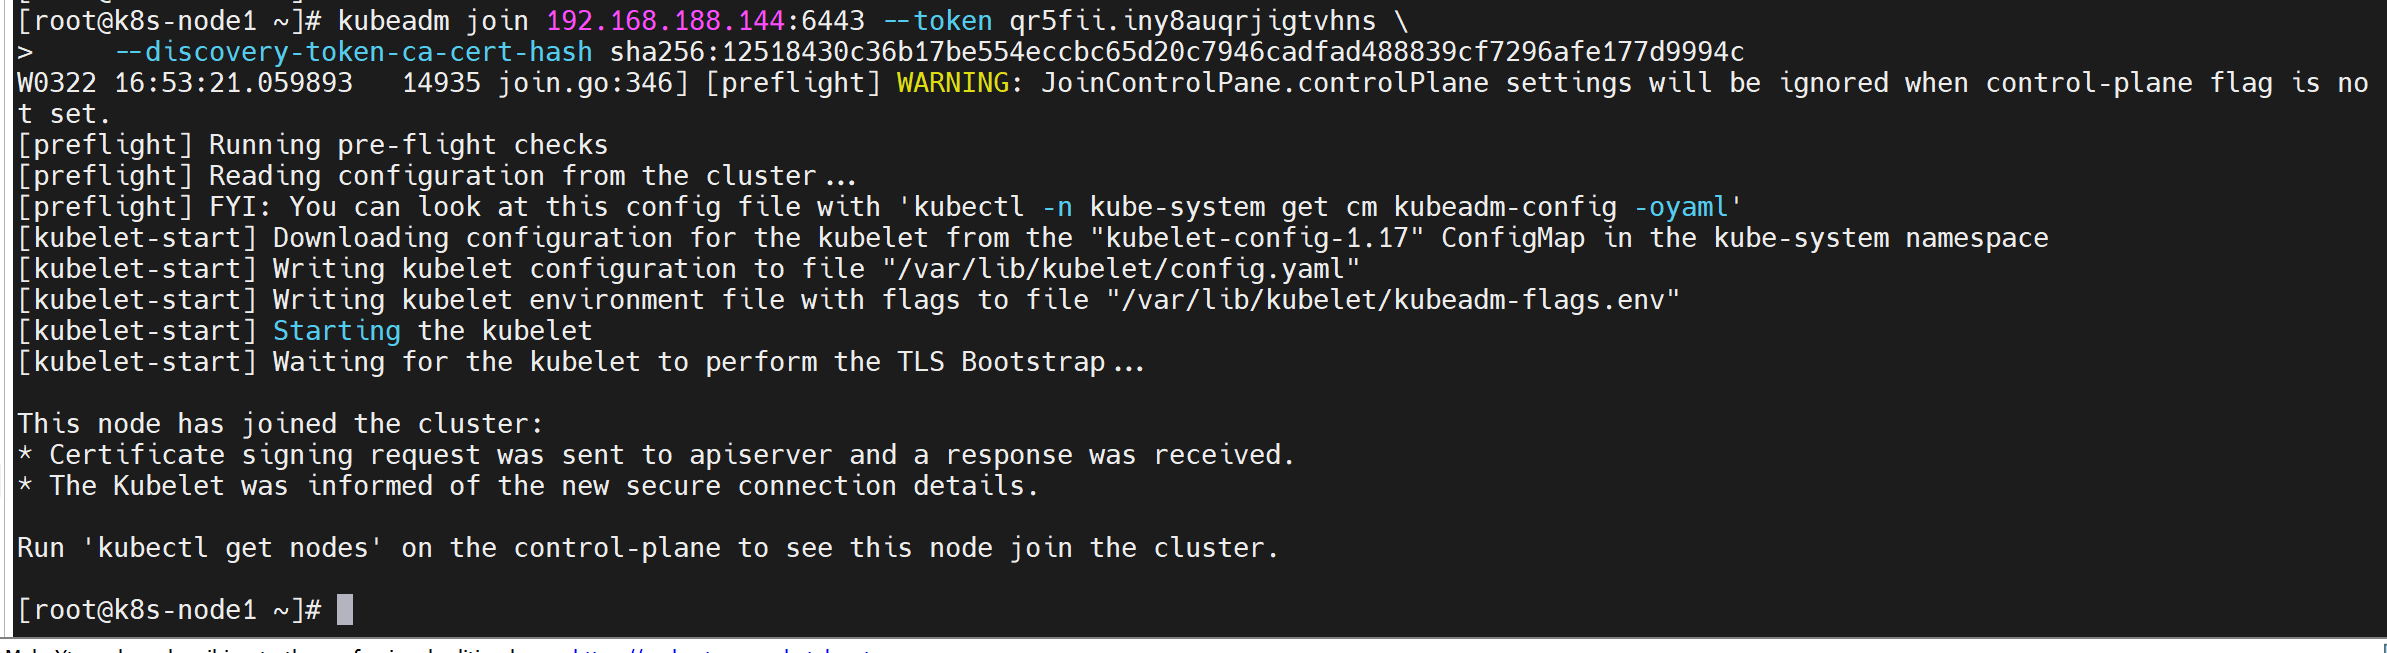 [root@k8s-node1 ~]# kubeadm join 192.168.188.144:6443 --token qr5fii.iny8auqrjigtvhns \
>     --discovery-token-ca-cert-hash sha256:12518430c36b17be554eccbc65d20c7946cadfad488839cf7296afe177d9994c
W0322 16:53:21.059893   14935 join.go:346] [preflight] WARNING: JoinControlPane.controlPlane settings will be ignored when control-plane flag is no
t set.
[preflight] Running pre-flight checks
[preflight] Reading configuration from the cluster...
[preflight] FYI: You can look at this config file with 'kubectl -n kube-system get cm kubeadm-config -oyaml'
[kubelet-start] Downloading configuration for the kubelet from the "kubelet-config-1.17" ConfigMap in the kube-system namespace
[kubelet-start] Writing kubelet configuration to file "/var/lib/kubelet/config.yaml"
[kubelet-start] Writing kubelet environment file with flags to file "/var/lib/kubelet/kubeadm-flags.env"
[kubelet-start] Starting the kubelet
[kubelet-start] Waiting for the kubelet to perform the TLS Bootstrap...
This node has joined the cluster:
* Certificate signing request was sent to apiserver and a response was received.
* The Kubelet was informed of the new secure connection details.
Run 'kubectl get nodes' on the control-plane to see this node join the cluster.
[root@k8s-node1 ~]#